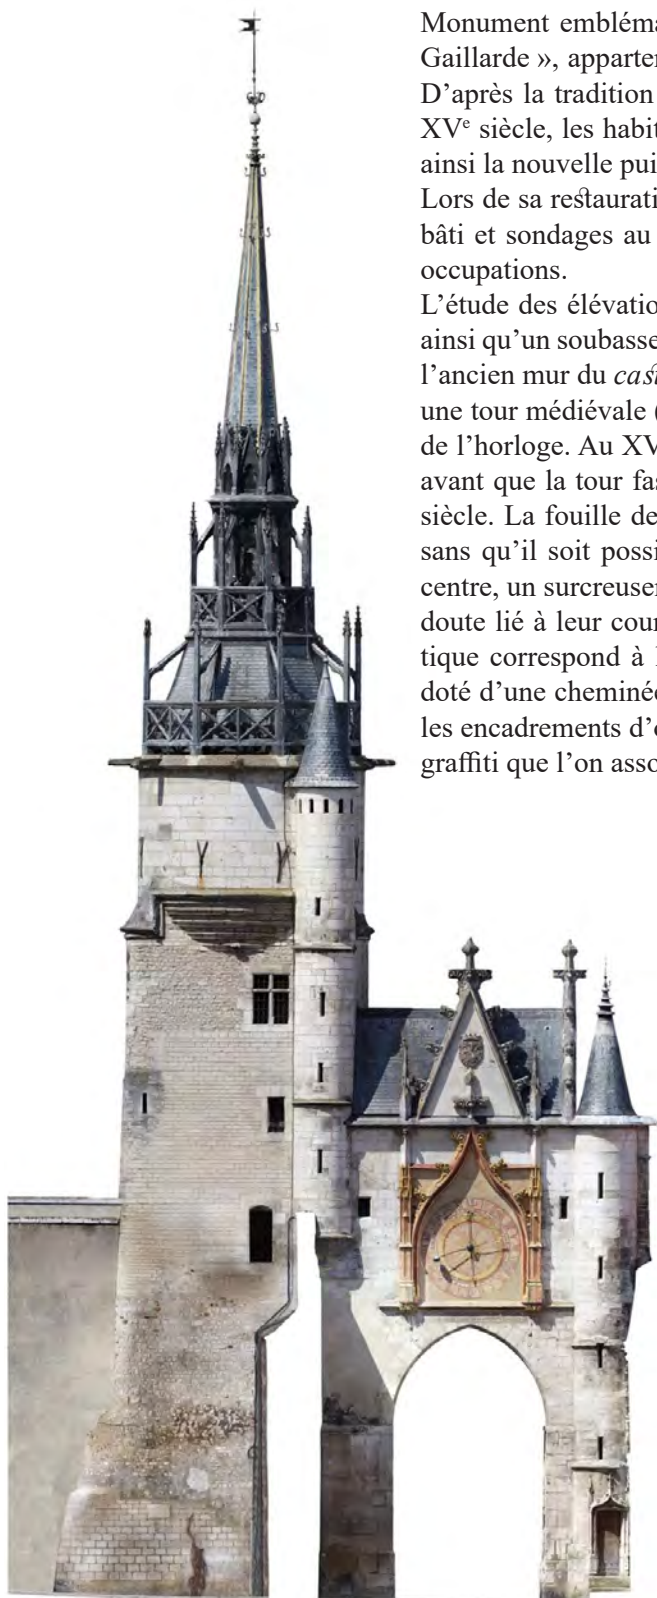 Monument embléma
Gaillarde », apparter
D’après la tradition
XVᵉ siècle, les habit
ainsi la nouvelle pui
Lors de sa restaurati
bâti et sondages au
occupations.
L’étude des élévatio
ainsi qu’un soubasse
l’ancien mur du cast
une tour médiévale (
de l’horloge. Au XV
avant que la tour fas
siècle. La fouille de
sans qu’il soit possi
centre, un surcreuser
doute lié à leur cour
tique correspond à l
doté d’une cheminée
les encadrements d’o
graffiti que l’on asso